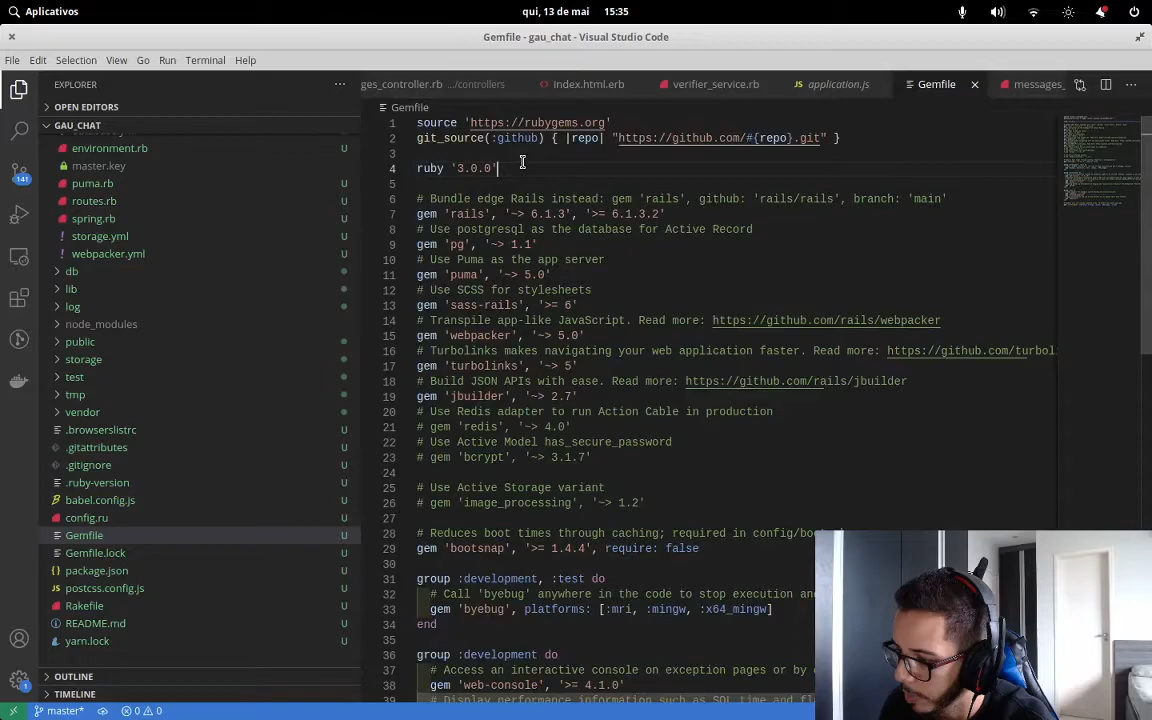 Aplicativos
qui, 13 de mai 15:35
Gemfile - gau_chat - Visual Studio Code
File Edit Selection View Go Run Terminal Help
EXPLORER
ges_controller.rb .../controllers
index.html.erb
verifier_service.rb
JS application.js
Gemfile
messages_
OPEN EDITORS
GAU_CHAT
environment.rb U
master.key
puma.rb U
routes.rb U
spring.rb U
storage.yml U
webpacker.yml U
db
lib
log
node_modules
public
storage
test
tmp
vendor
.browserslistrc U
.gitattributes U
.gitignore U
.ruby-version U
babel.config.js U
config.ru U
Gemfile U
Gemfile.lock U
package.json U
postcss.config.js U
Rakefile U
README.md U
yarn.lock U
OUTLINE
TIMELINE
141
1
master*
0 0
Gemfile
1 source 'https://rubygems.org'
2 git_source(:github) { |repo| "https://github.com/#{repo}.git" }
3
4 ruby '3.0.0'
5
6 # Bundle edge Rails instead: gem 'rails', github: 'rails/rails', branch: 'main'
7 gem 'rails', '~> 6.1.3', '>= 6.1.3.2'
8 # Use postgresql as the database for Active Record
9 gem 'pg', '~> 1.1'
10 # Use Puma as the app server
11 gem 'puma', '~> 5.0'
12 # Use SCSS for stylesheets
13 gem 'sass-rails', '>= 6'
14 # Transpile app-like JavaScript. Read more: https://github.com/rails/webpacker
15 gem 'webpacker', '~> 5.0'
16 # Turbolinks makes navigating your web application faster. Read more: https://github.com/turbol
17 gem 'turbolinks', '~> 5'
18 # Build JSON APIs with ease. Read more: https://github.com/rails/jbuilder
19 gem 'jbuilder', '~> 2.7'
20 # Use Redis adapter to run Action Cable in production
21 # gem 'redis', '~> 4.0'
22 # Use Active Model has_secure_password
23 # gem 'bcrypt', '~> 3.1.7'
24
25 # Use Active Storage variant
26 # gem 'image_processing', '~> 1.2'
27
28 # Reduces boot times through caching; required in config/boot
29 gem 'bootsnap', '>= 1.4.4', require: false
30
31 group :development, :test do
32 # Call 'byebug' anywhere in the code to stop execution an
33 gem 'byebug', platforms: [:mri, :mingw, :x64_mingw]
34 end
35
36 group :development do
37 # Access an interactive console on exception pages or by
38 gem 'web-console', '>= 4.1.0'
39 # Display performance information such as SQL time and fl